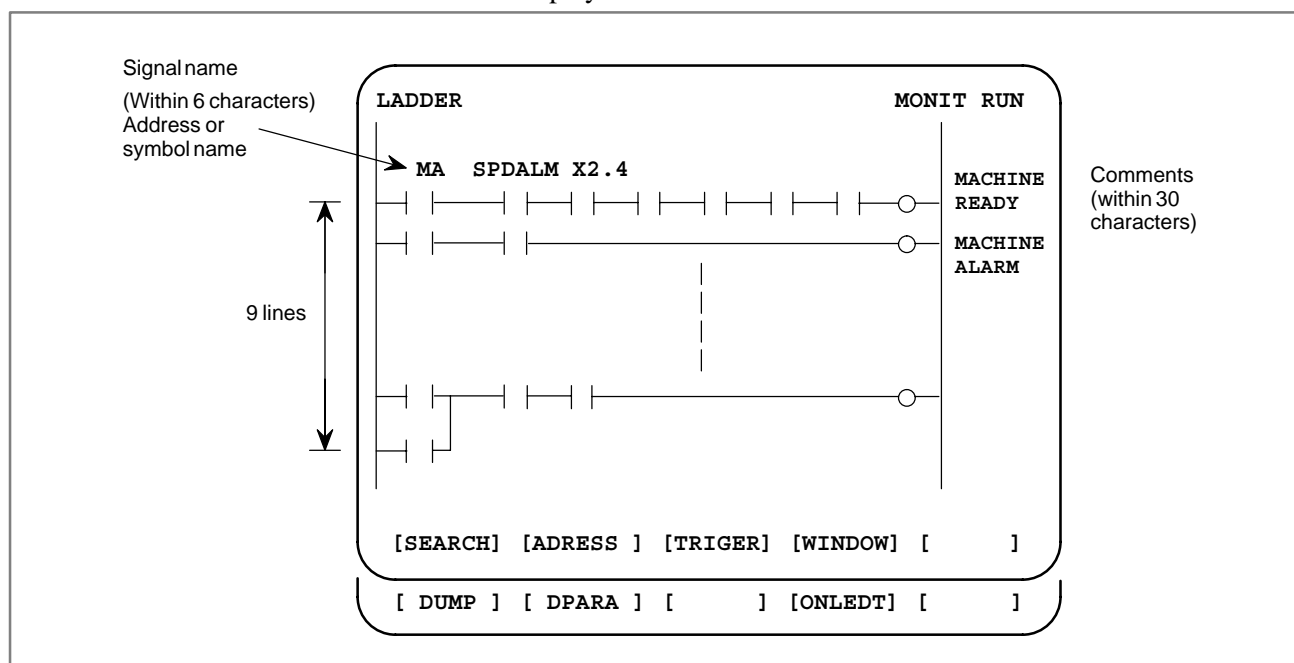 Signal name
(Within 6 characters)
Address or
symbol name
LADDER MONIT RUN
MA SPDALM X2.4
MACHINE
READY
MACHINE
ALARM
Comments
(within 30
characters)
9 lines
[SEARCH] [ADRESS ] [TRIGER] [WINDOW] [ ]
[ DUMP ] [ DPARA ] [ ] [ONLEDT] [ ]